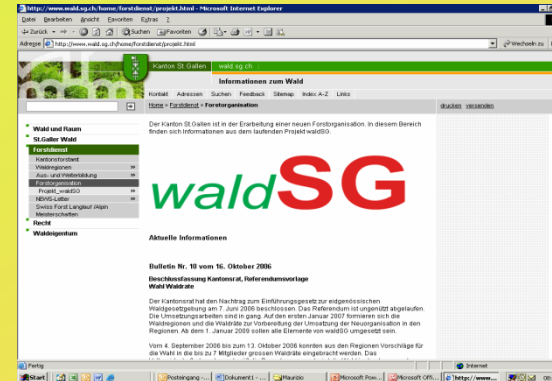 http://www.wald.sg.ch/home/forstdienst/projekt.html - Microsoft Internet Explorer
Datei Bearbeiten Ansicht Favoriten Extras ?
Zurück Suchen Favoriten
Adresse http://www.wald.sg.ch/home/forstdienst/projekt.html Wechseln zu
Kanton St.Gallen wald.sg.ch
Informationen zum Wald
Kontakt Adressen Suchen Feedback Sitemap Index A-Z Links
Home > Forstdienst > Forstorganisation drucken versenden
Wald und Raum
St.Galler Wald
Forstdienst
Kantonsforstamt
Waldregionen
Aus- und Weiterbildung
Forstorganisation
Projekt_waldSG
NEWS-Letter
Swiss Forst Langlauf /Alpin
Meisterschaften
Recht
Waldeigentum
Der Kanton St.Gallen ist in der Erarbeitung einer neuen Forstorganisation. In diesem Bereich
finden sich Informationen aus dem laufenden Projekt waldSG.
waldSG
Aktuelle Informationen
Bulletin Nr. 10 vom 16. Oktober 2006
Beschlussfassung Kantonsrat, Referendumsvorlage
Wahl Waldräte
Der Kantonsrat hat den Nachtrag zum Einführungsgesetz zur eidgenössischen
Waldgesetzgebung am 7. Juni 2006 beschlossen. Das Referendum ist ungenützt abgelaufen.
Die Umsetzungsarbeiten sind in Gang. Auf den ersten Januar 2007 formieren sich die
Waldregionen und die Waldräte zur Vorbereitung der Umsetzung der Neuorganisation in den
Regionen. Ab dem 1. Januar 2008 sollen alle Elemente von waldSG umgesetzt sein.
Vom 4. September 2006 bis zum 13. Oktober 2006 konnten aus den Regionen Vorschläge für
die Wahl in die bis zu 7 Mitglieder grossen Waldräte eingebracht werden. Das
Fertig Internet
Start Posteingang -... Dokument1 - ... Maurizio Microsoft Pow... Microsoft Offi... http://www...